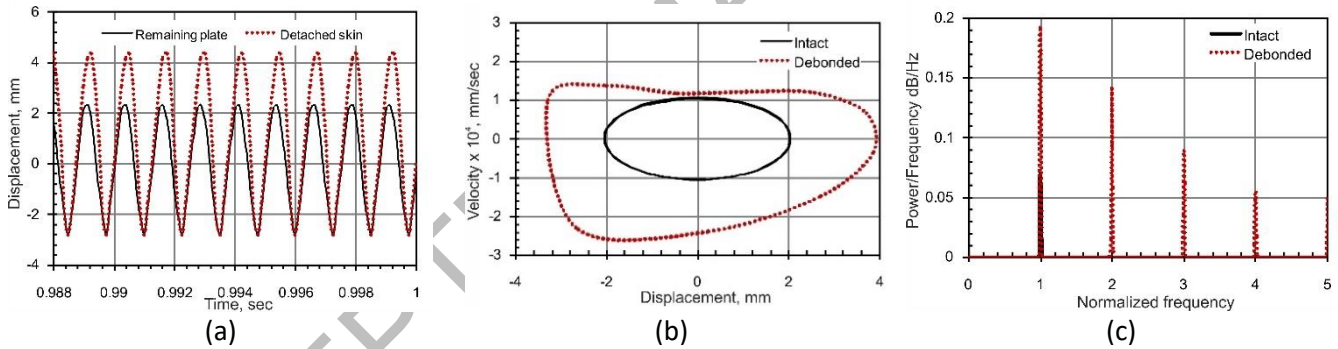 Displacement, mm
4
2
0
-2
-4
Remaining plate
Detached skin
0.988
0.99
0.992
0.994
0.996
0.998
1
Time, sec
(a)
Velocity x 10⁴, mm/sec
3
2
1
0
-1
-2
-3
Intact
Debonded
-4
-2
0
2
4
Displacement, mm
(b)
Power/Frequency dB/Hz
0.2
0.15
0.1
0.05
0
Intact
Debonded
0
1
2
3
4
5
Normalized frequency
(c)